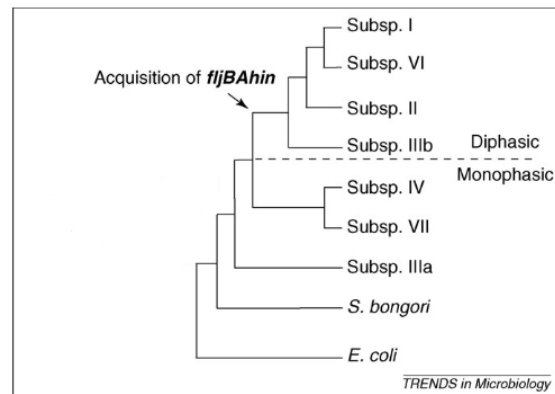 Subsp. I
Subsp. VI
Acquisition of fljBAhin
Subsp. II
Subsp. IIIb
Diphasic
Monophasic
Subsp. IV
Subsp. VII
Subsp. IIIa
S. bongori
E. coli
TRENDS in Microbiology